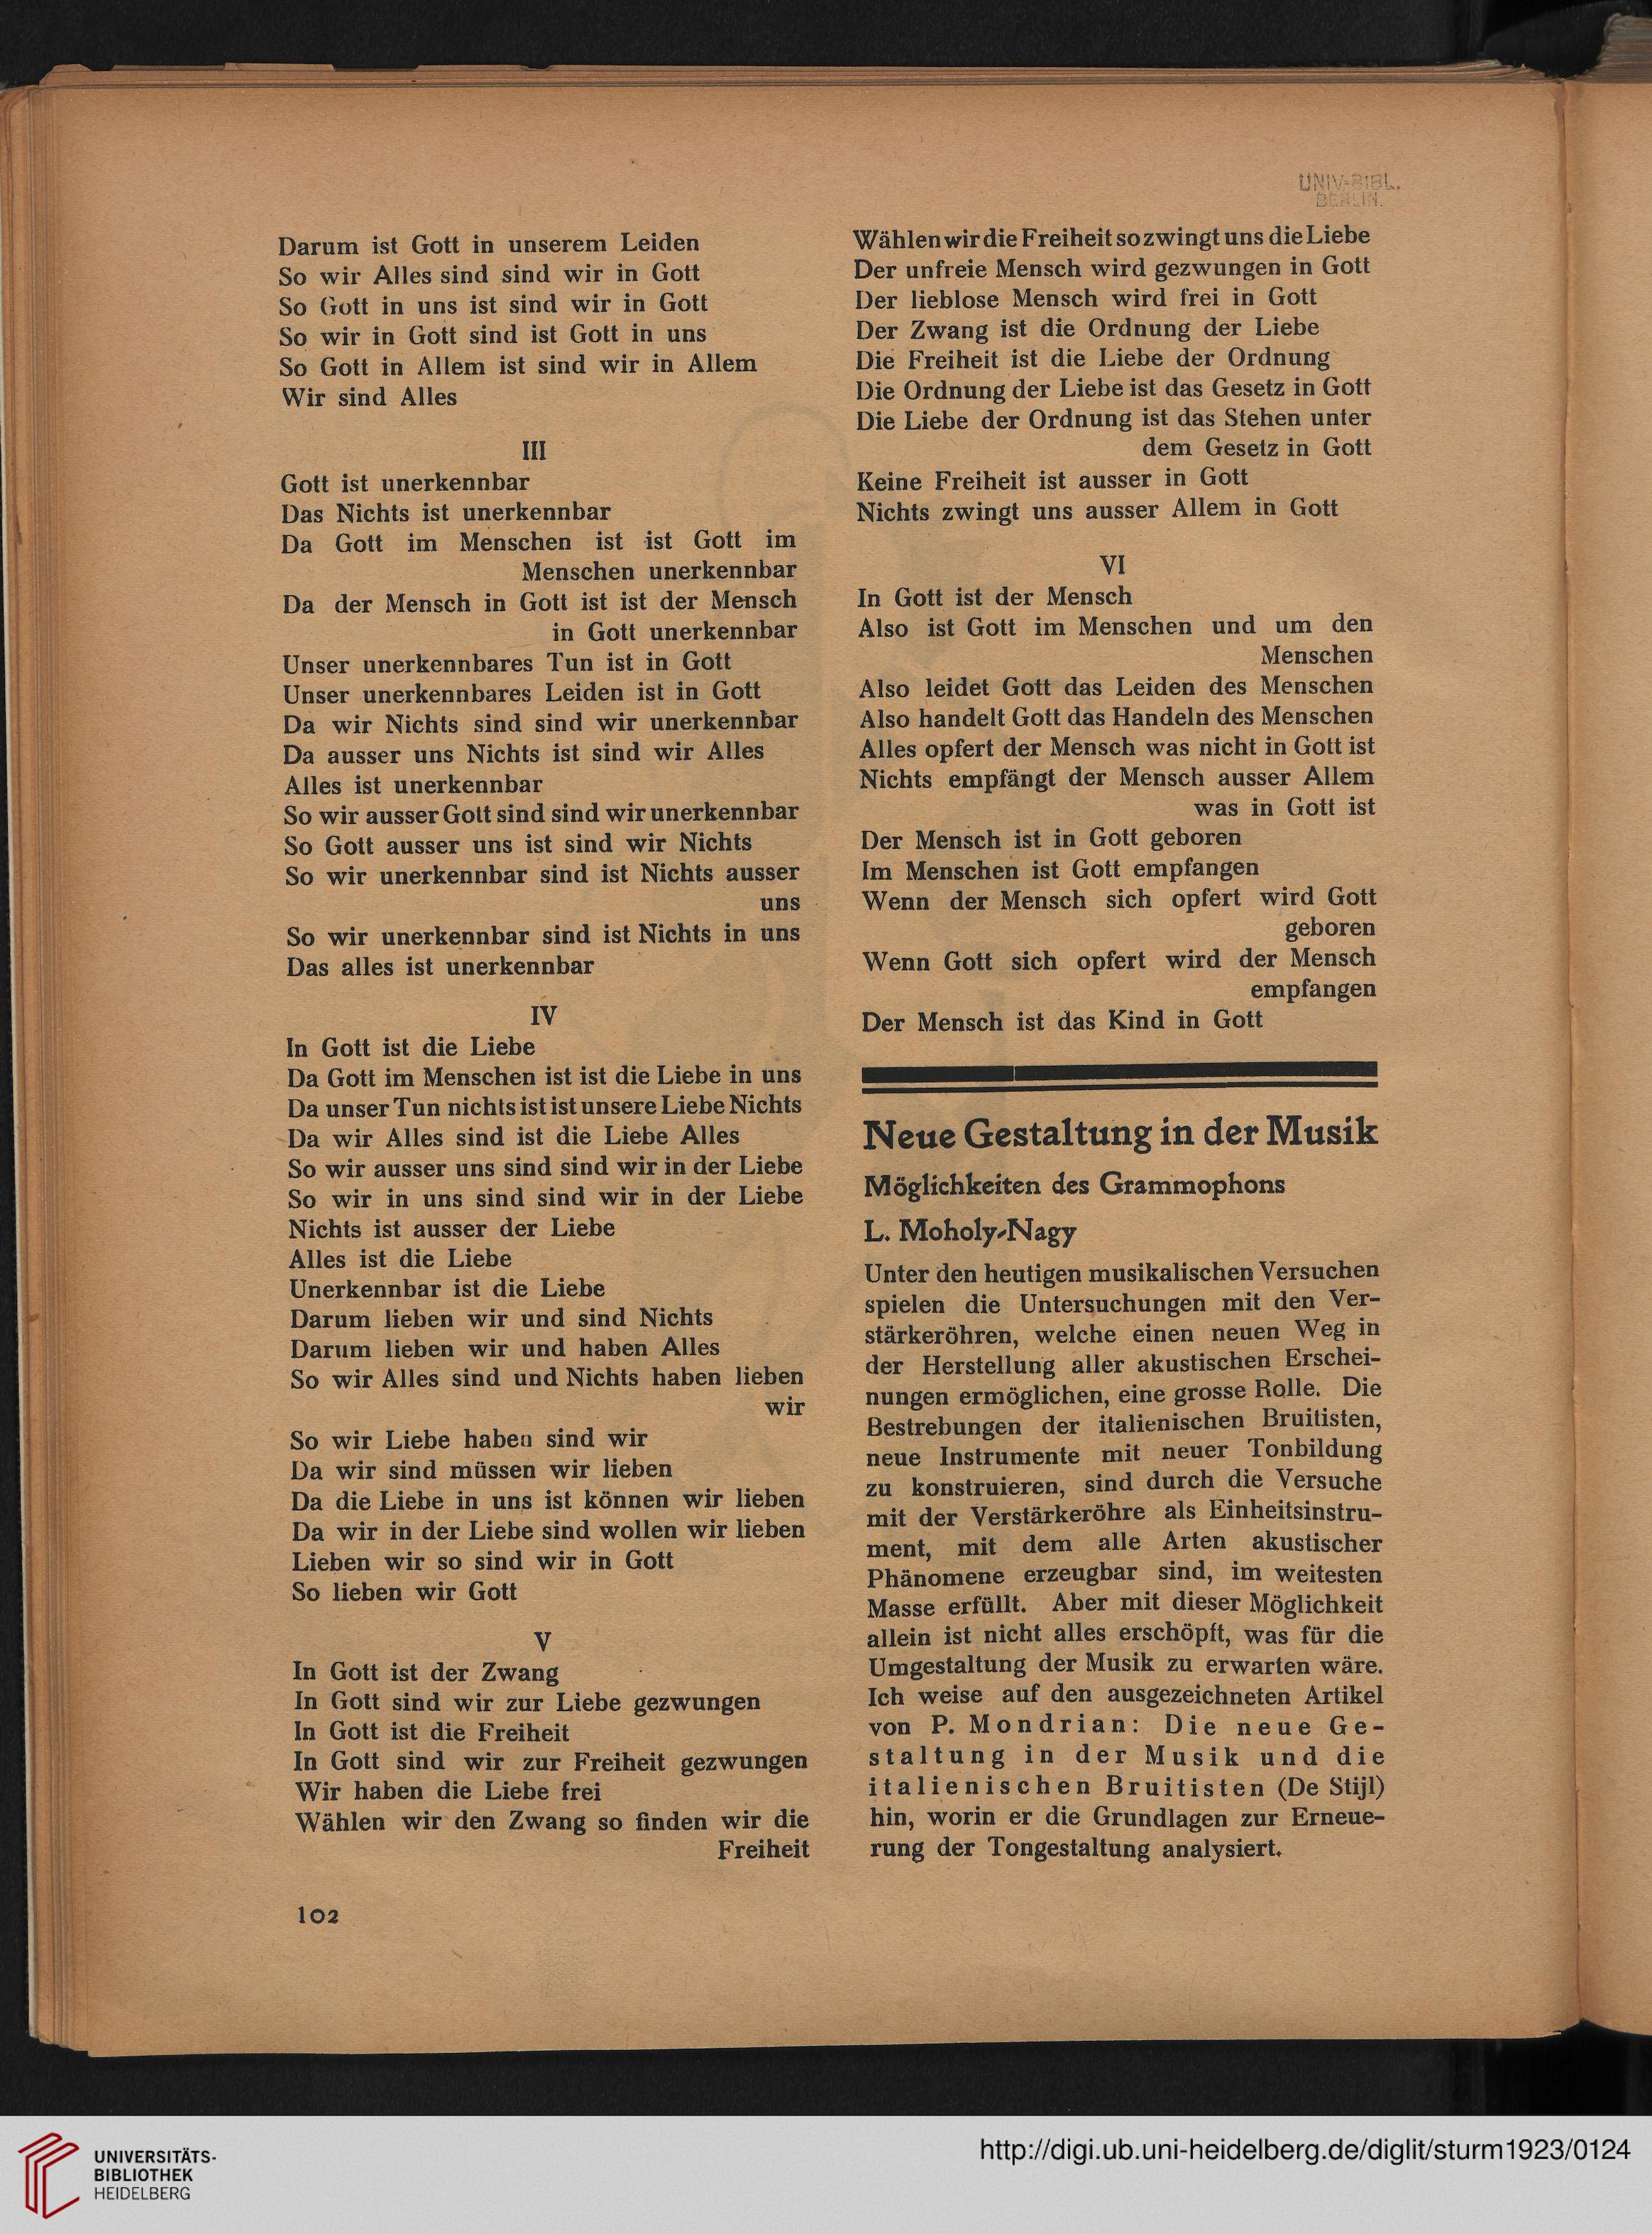 UNIV-BIBL.
BERLIN.
Darum ist Gott in unserem Leiden
So wir Alles sind sind wir in Gott
So Gott in uns ist sind wir in Gott
So wir in Gott sind ist Gott in uns
So Gott in Allem ist sind wir in Allem
Wir sind Alles
III
Gott ist unerkennbar
Das Nichts ist unerkennbar
Da Gott im Menschen ist ist Gott im
Menschen unerkennbar
Da der Mensch in Gott ist ist der Mensch
in Gott unerkennbar
Unser unerkennbares Tun ist in Gott
Unser unerkennbares Leiden ist in Gott
Da wir Nichts sind sind wir unerkennbar
Da ausser uns Nichts ist sind wir Alles
Alles ist unerkennbar
So wir ausser Gott sind sind wir unerkennbar
So Gott ausser uns ist sind wir Nichts
So wir unerkennbar sind ist Nichts ausser
uns
So wir unerkennbar sind ist Nichts in uns
Das alles ist unerkennbar
IV
In Gott ist die Liebe
Da Gott im Menschen ist ist die Liebe in uns
Da unser Tun nichts ist ist unsere Liebe Nichts
Da wir Alles sind ist die Liebe Alles
So wir ausser uns sind sind wir in der Liebe
So wir in uns sind sind wir in der Liebe
Nichts ist ausser der Liebe
Alles ist die Liebe
Unerkennbar ist die Liebe
Darum lieben wir und sind Nichts
Darum lieben wir und haben Alles
So wir Alles sind und Nichts haben lieben
wir
So wir Liebe haben sind wir
Da wir sind müssen wir lieben
Da die Liebe in uns ist können wir lieben
Da wir in der Liebe sind wollen wir lieben
Lieben wir so sind wir in Gott
So lieben wir Gott
V
In Gott ist der Zwang
In Gott sind wir zur Liebe gezwungen
In Gott ist die Freiheit
In Gott sind wir zur Freiheit gezwungen
Wir haben die Liebe frei
Wählen wir den Zwang so finden wir die
Freiheit
102
Wählen wir die Freiheit so zwingt uns die Liebe
Der unfreie Mensch wird gezwungen in Gott
Der lieblose Mensch wird frei in Gott
Der Zwang ist die Ordnung der Liebe
Die Freiheit ist die Liebe der Ordnung
Die Ordnung der Liebe ist das Gesetz in Gott
Die Liebe der Ordnung ist das Stehen unter
dem Gesetz in Gott
Keine Freiheit ist ausser in Gott
Nichts zwingt uns ausser Allem in Gott
VI
In Gott ist der Mensch
Also ist Gott im Menschen und um den
Menschen
Also leidet Gott das Leiden des Menschen
Also handelt Gott das Handeln des Menschen
Alles opfert der Mensch was nicht in Gott ist
Nichts empfängt der Mensch ausser Allem
was in Gott ist
Der Mensch ist in Gott geboren
Im Menschen ist Gott empfangen
Wenn der Mensch sich opfert wird Gott
geboren
Wenn Gott sich opfert wird der Mensch
empfangen
Der Mensch ist das Kind in Gott
Neue Gestaltung in der Musik
Möglichkeiten des Grammophons
L. Moholy-Nagy
Unter den heutigen musikalischen Versuchen
spielen die Untersuchungen mit den Ver-
stärkeröhren, welche einen neuen Weg in
der Herstellung aller akustischen Erschei-
nungen ermöglichen, eine grosse Rolle. Die
Bestrebungen der italienischen Bruitisten,
neue Instrumente mit neuer Tonbildung
zu konstruieren, sind durch die Versuche
mit der Verstärkeröhre als Einheitsinstru-
ment, mit dem alle Arten akustischer
Phänomene erzeugbar sind, im weitesten
Masse erfüllt. Aber mit dieser Möglichkeit
allein ist nicht alles erschöpft, was für die
Umgestaltung der Musik zu erwarten wäre.
Ich weise auf den ausgezeichneten Artikel
von P. Mondrian: Die neue Ge-
staltung in der Musik und die
italienischen Bruitisten (De Stijl)
hin, worin er die Grundlagen zur Erneue-
rung der Tongestaltung analysiert.
UNIVERSITÄTS-
BIBLIOTHEK
HEIDELBERG
http://digi.ub.uni-heidelberg.de/diglit/sturm1923/0124